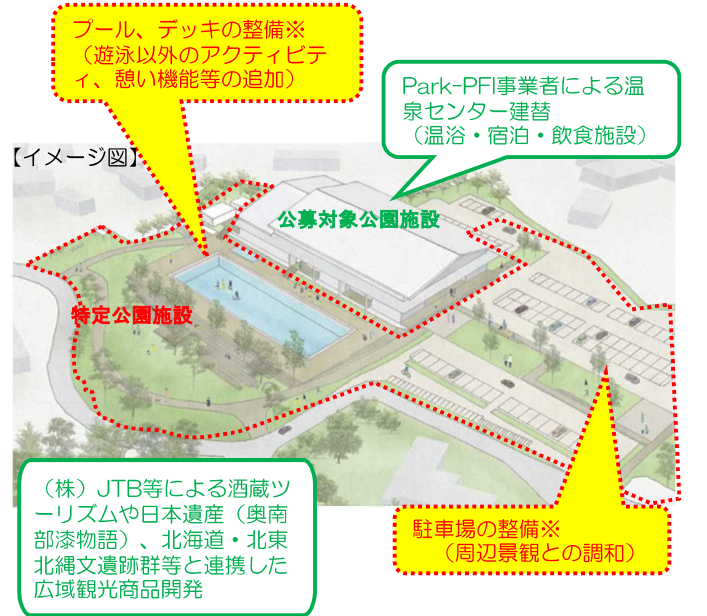 プール、デッキの整備※
（遊泳以外のアクティビテ
ィ、憩い機能等の追加）
Park-PFI事業者による温
泉センター建替
（温浴・宿泊・飲食施設）
【イメージ図】
公募対象公園施設
特定公園施設
（株）JTB等による酒蔵ツ
ーリズムや日本遺産（奥南
部漆物語）、北海道・北東
北縄文遺跡群等と連携した
広域観光商品開発
駐車場の整備※
（周辺景観との調和）